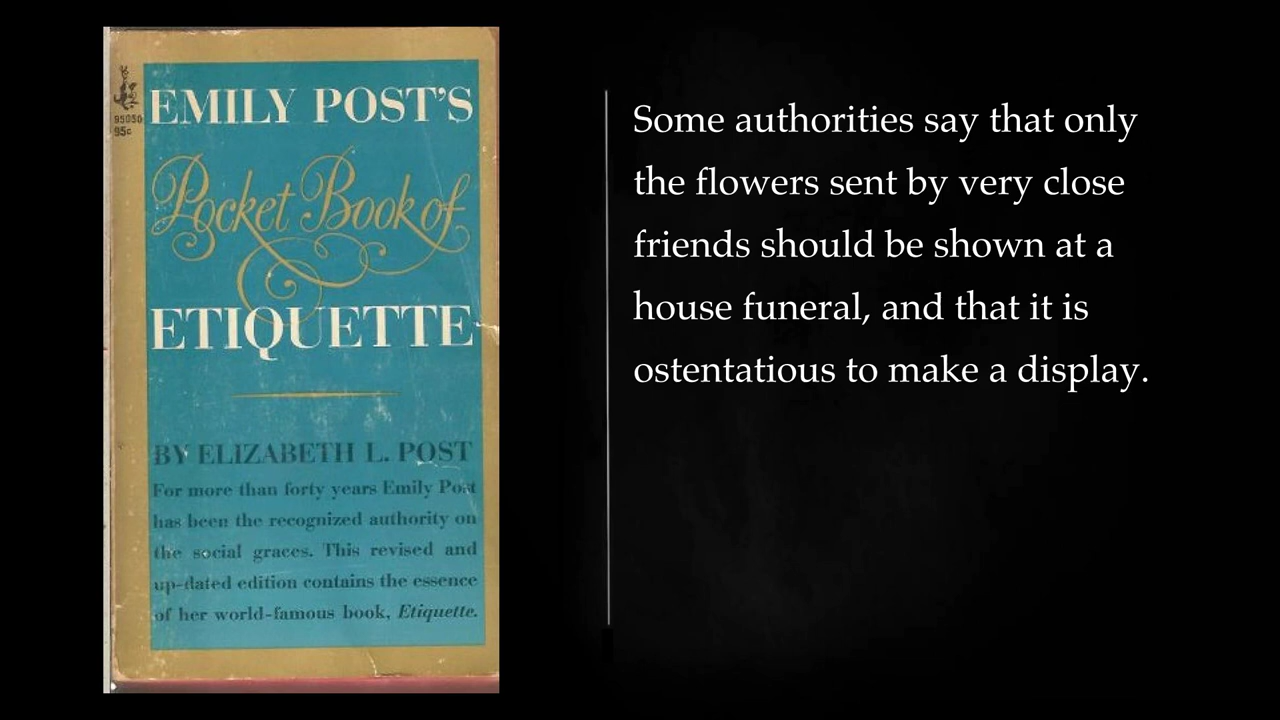 95050
95c
EMILY POST'S
Pocket Book of
ETIQUETTE
BY ELIZABETH L. POST
For more than forty years Emily Post
has been the recognized authority on
the social graces. This revised and
up-dated edition contains the essence
of her world-famous book, Etiquette.
Some authorities say that only
the flowers sent by very close
friends should be shown at a
house funeral, and that it is
ostentatious to make a display.